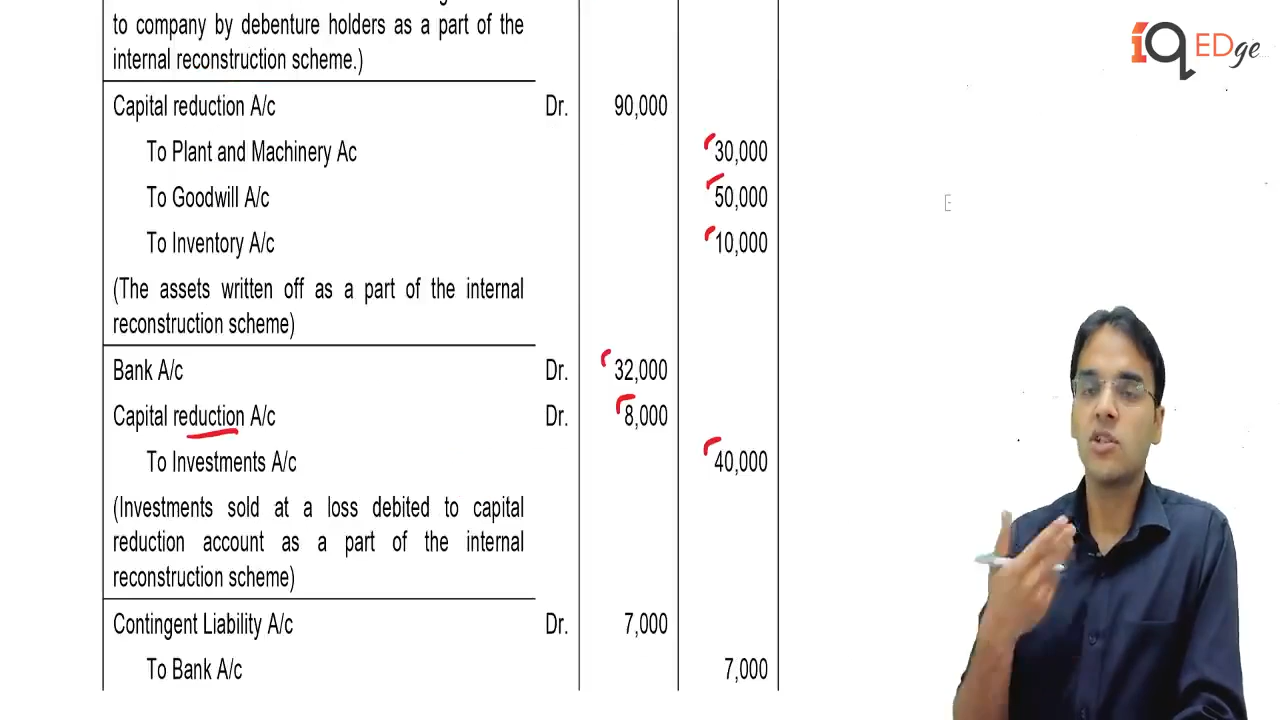 to company by debenture holders as a part of the
internal reconstruction scheme.)
Capital reduction A/c Dr. 90,000
To Plant and Machinery Ac 30,000
To Goodwill A/c 50,000
To Inventory A/c 10,000
(The assets written off as a part of the internal
reconstruction scheme)
Bank A/c Dr. 32,000
Capital reduction A/c Dr. 8,000
To Investments A/c 40,000
(Investments sold at a loss debited to capital
reduction account as a part of the internal
reconstruction scheme)
Contingent Liability A/c Dr. 7,000
To Bank A/c 7,000
iQ EDge
E